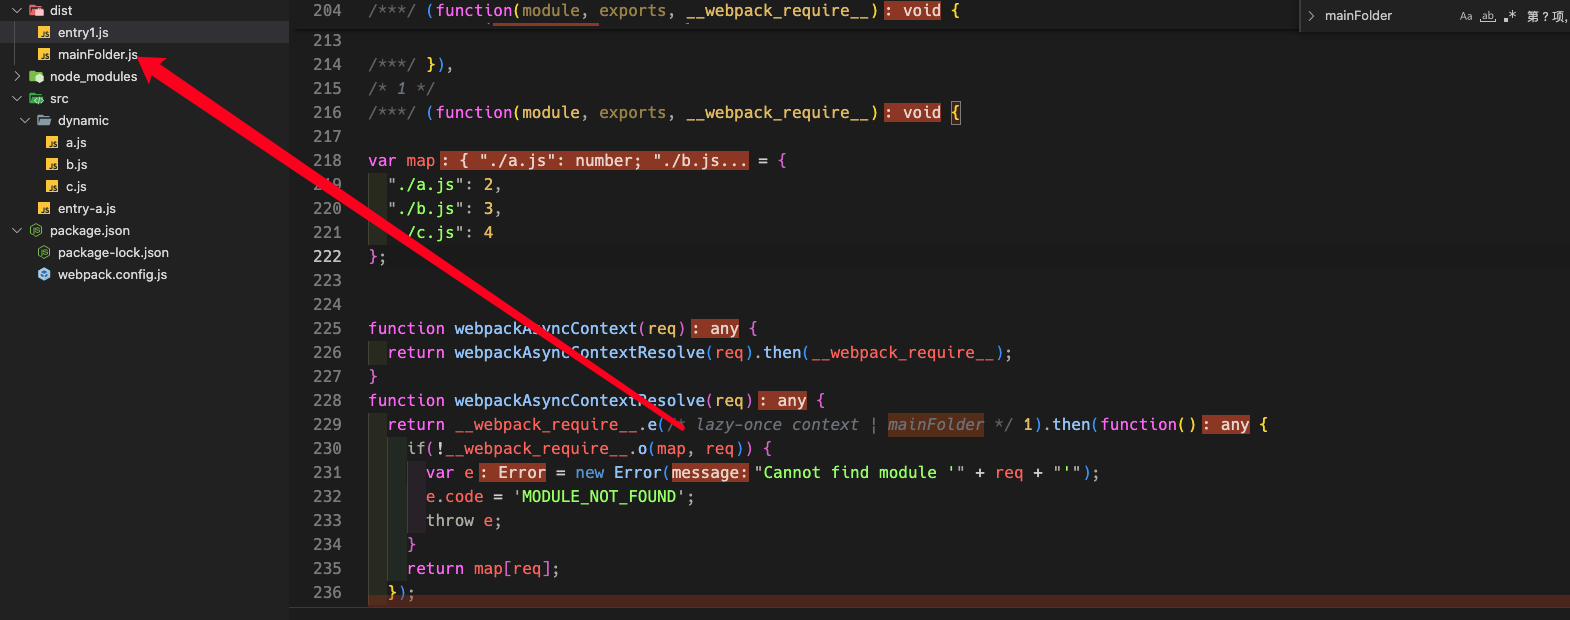 dist
entry1.js
mainFolder.js
node_modules
src
dynamic
a.js
b.js
c.js
entry-a.js
package.json
package-lock.json
webpack.config.js
mainFolder
Aa ab .* 第 ? 项,
204 /***/ (function(module, exports, __webpack_require__): void {
213
214 /***/ }),
215 /* 1 */
216 /***/ (function(module, exports, __webpack_require__): void {
217
218 var map: { "./a.js": number; "./b.js... = {
219 "./a.js": 2,
220 "./b.js": 3,
221 /c.js": 4
222 };
223
224
225 function webpackAsyncContext(req): any {
226 return webpackAsyncContextResolve(req).then(__webpack_require__);
227 }
228 function webpackAsyncContextResolve(req): any {
229 return __webpack_require__.e(/* lazy-once context | mainFolder */ 1).then(function(): any {
230 if(!__webpack_require__.o(map, req)) {
231 var e: Error = new Error(message:"Cannot find module '" + req + "'");
232 e.code = 'MODULE_NOT_FOUND';
233 throw e;
234 }
235 return map[req];
236 });